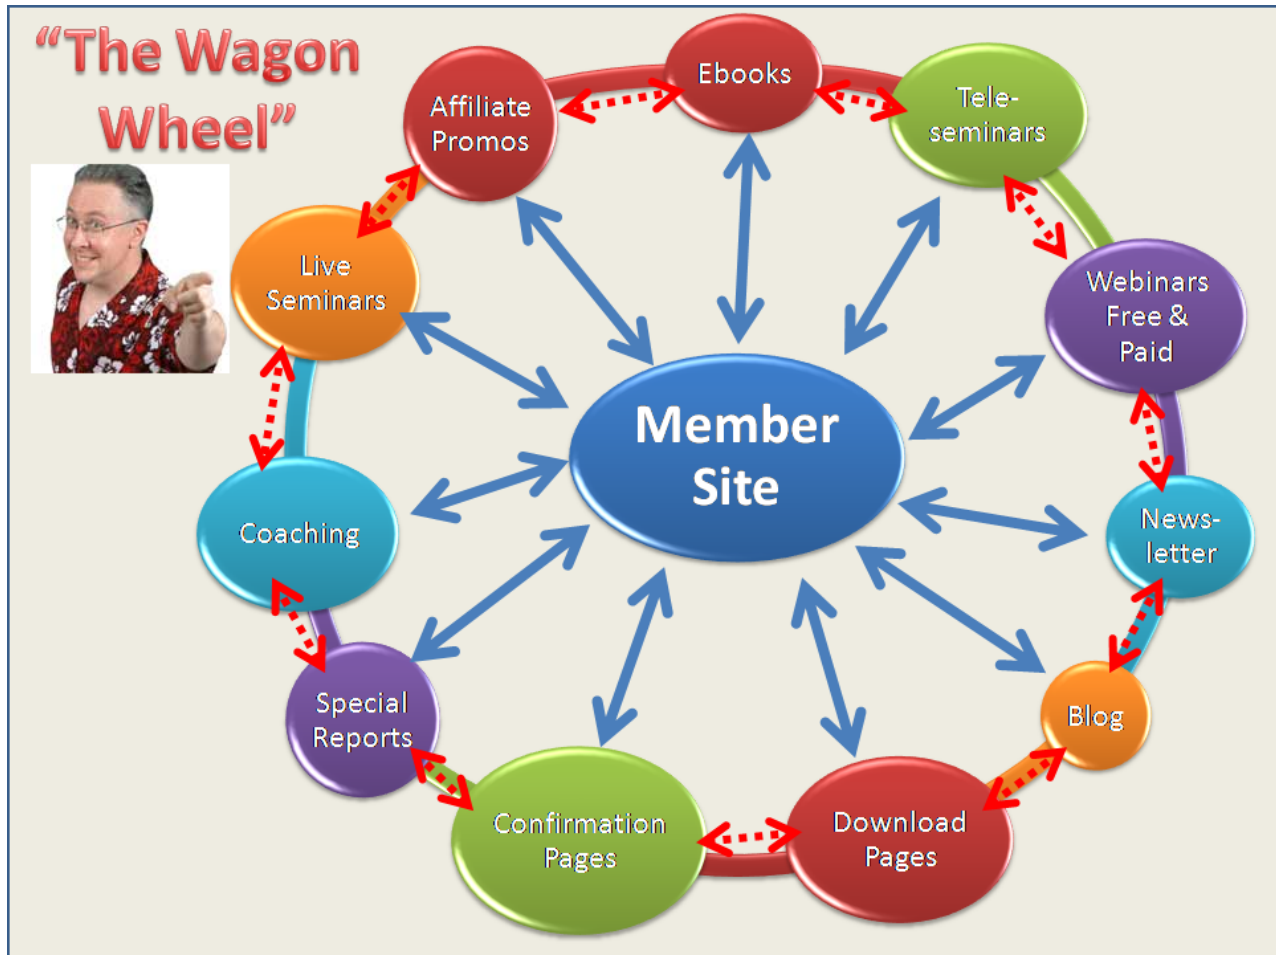 “The Wagon
Wheel”
Ebooks
Tele-
seminars
Webinars
Free &
Paid
News-
letter
Blog
Download
Pages
Confirmation
Pages
Special
Reports
Coaching
Live
Seminars
Affiliate
Promos
Member
Site